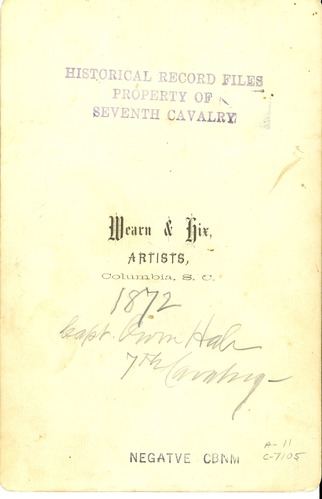 HISTORICAL RECORD FILES
PROPERTY OF
SEVENTH CAVALRY
Wearn & Hix,
ARTISTS,
Columbia, S. C.
1872
Capt. Owen Hale
7th Cavalry
A-11
C-7105
NEGATVE CBNM